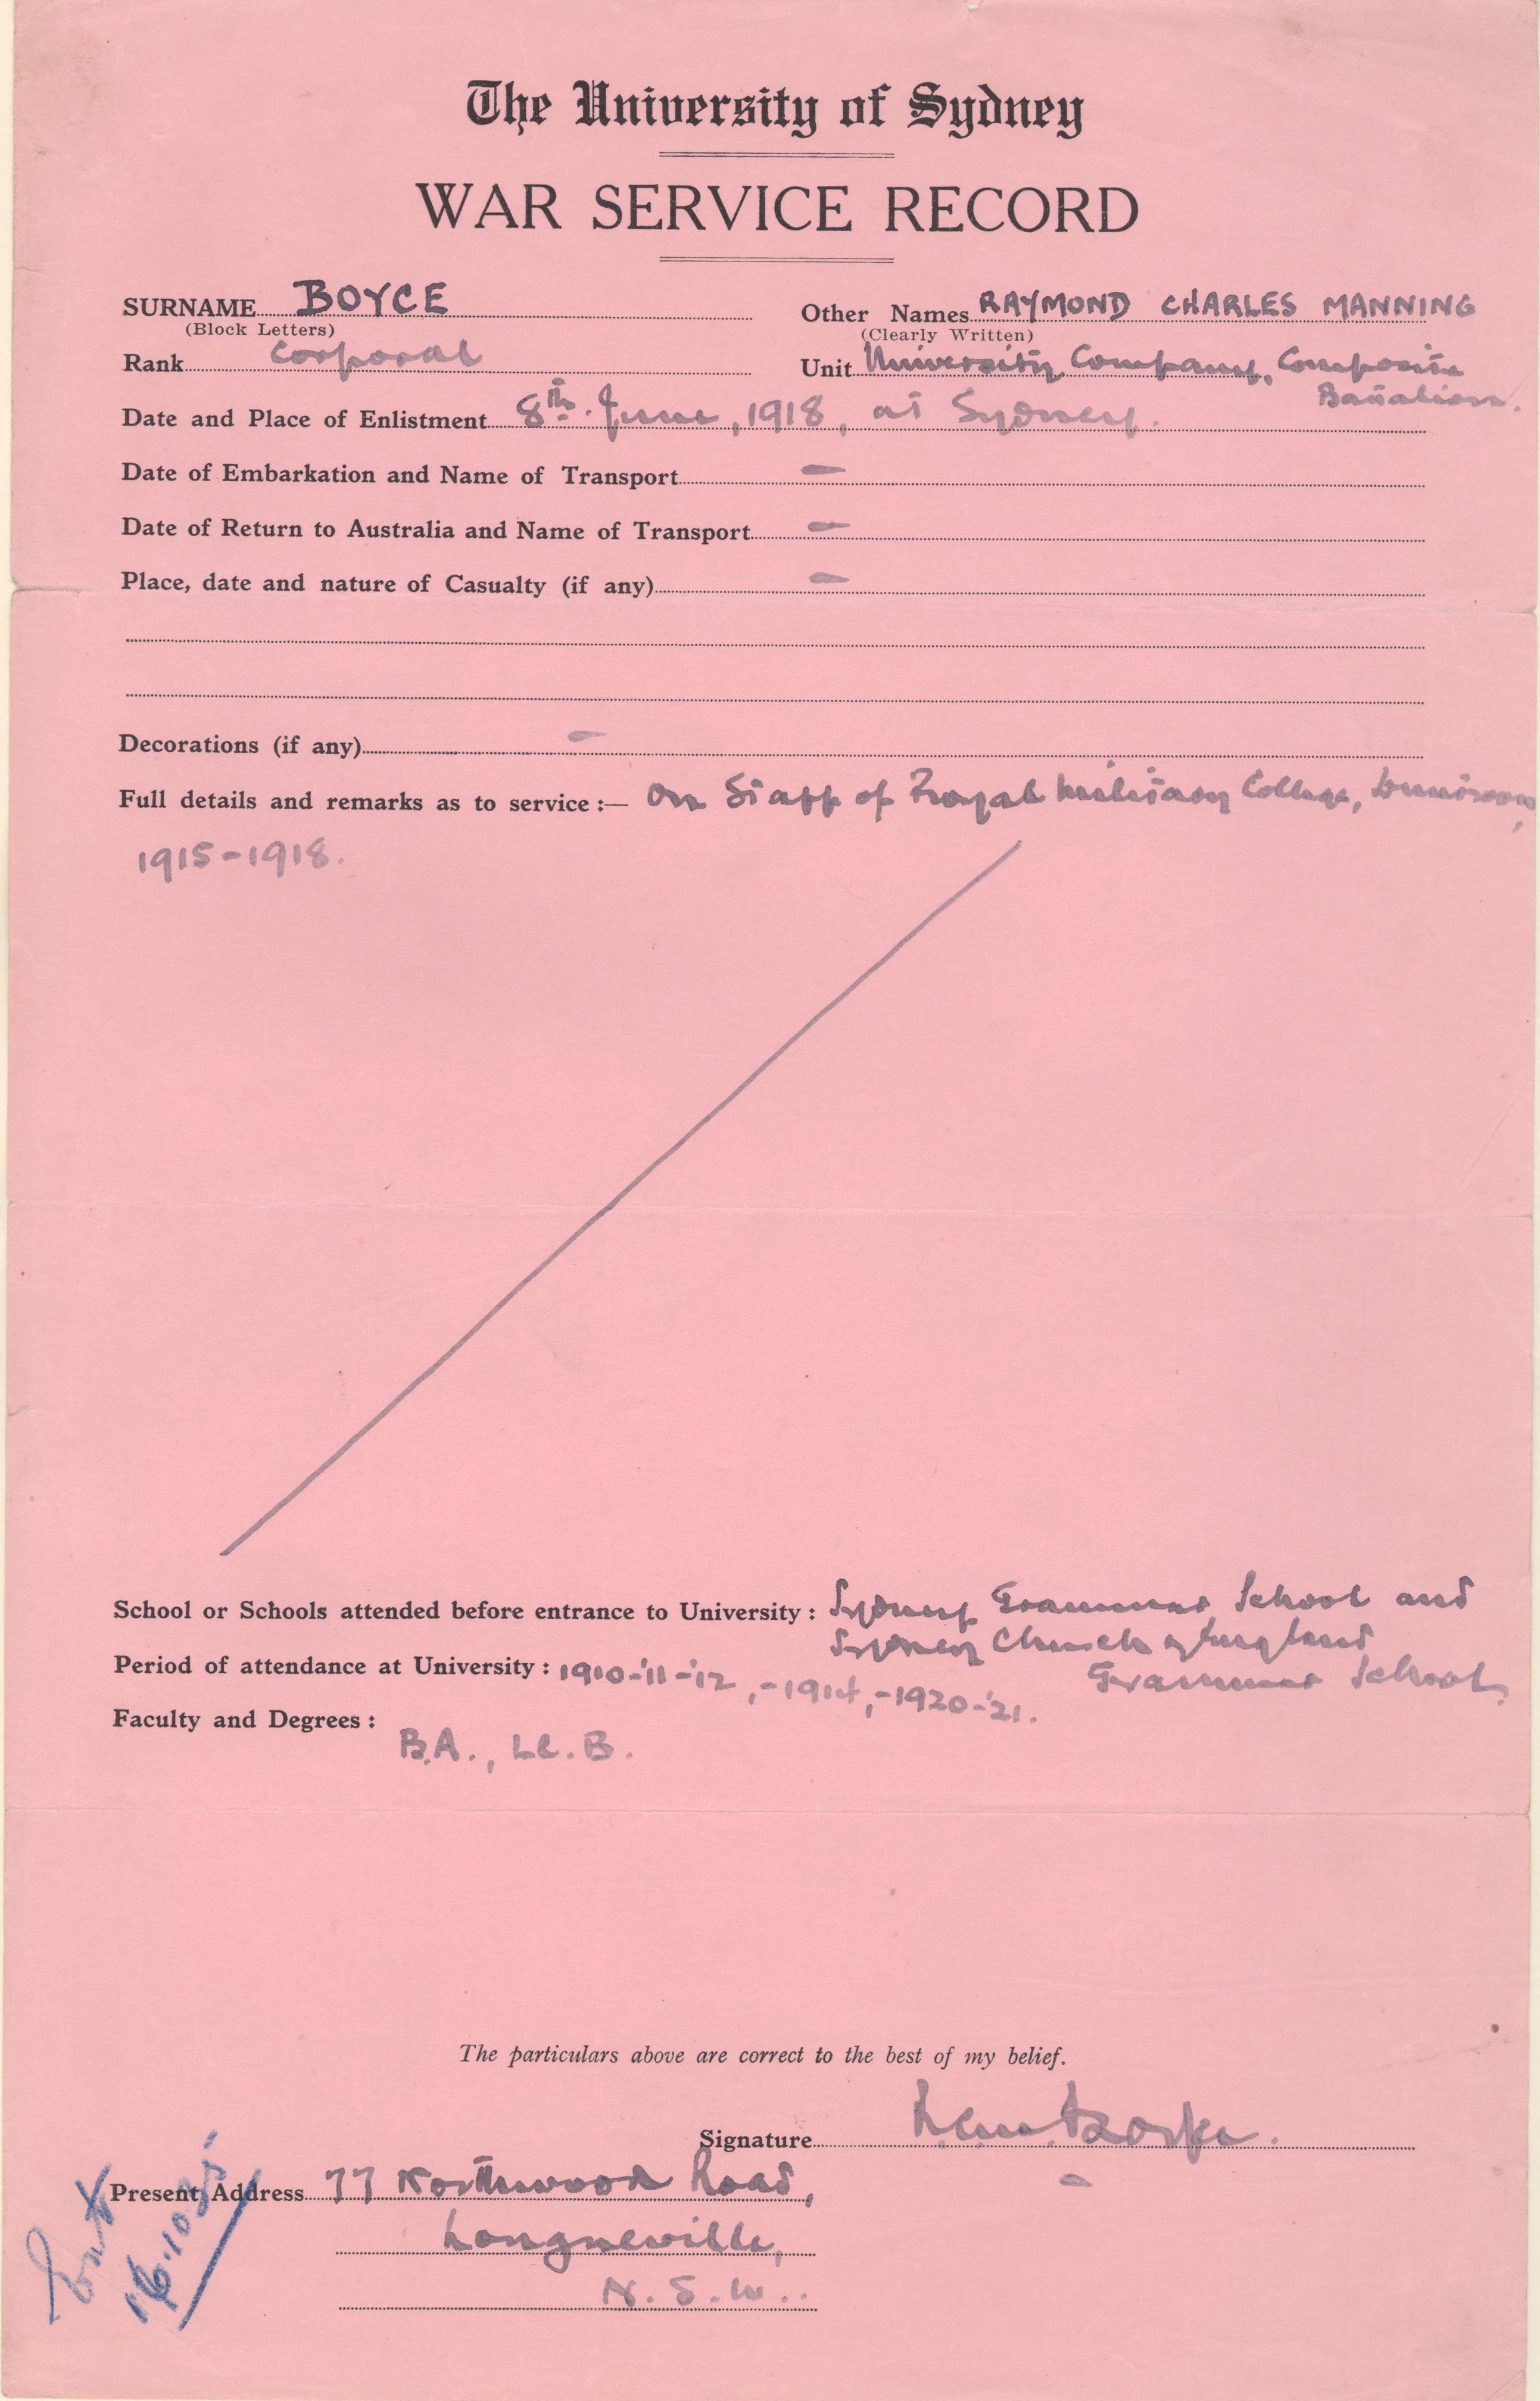 The University of Sydney
WAR SERVICE RECORD
SURNAME BOYCE Other Names RAYMOND CHARLES MANNING
(Block Letters) (Clearly Written)
Rank Corporal Unit University Company, Composite
Battalion.
Date and Place of Enlistment 8th. June, 1918, at Sydney.
Date of Embarkation and Name of Transport —
Date of Return to Australia and Name of Transport —
Place, date and nature of Casualty (if any) —
Decorations (if any) —
Full details and remarks as to service :— On Staff of Royal Military College, Duntroon,
1915-1918.
School or Schools attended before entrance to University : Sydney Grammar School and
Sydney Church of England
Grammar School.
Period of attendance at University : 1910-'11-'12, -1914, -1920-'21.
Faculty and Degrees :
B.A., LL.B.
The particulars above are correct to the best of my belief.
Signature Boyce.
Present Address 77 Northwood Road,
Longueville,
N.S.W..